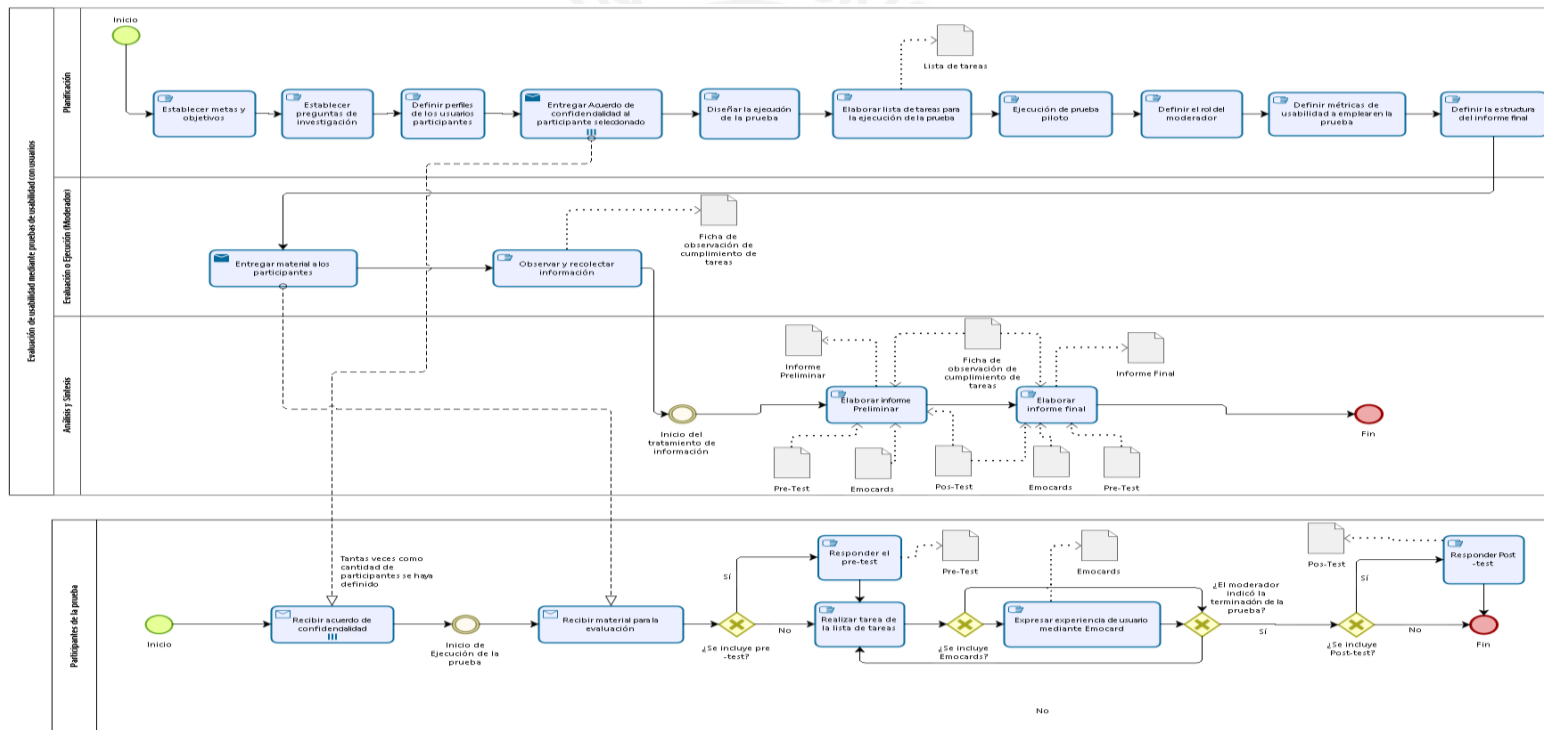 Evaluación de usabilidad mediante pruebas de usabilidad con usuarios
Planificación
Inicio
Establecer metas y
objetivos
Establecer
preguntas de
investigación
Definir perfiles
de los usuarios
participantes
Entregar Acuerdo de
confidencialidad al
participante seleccionado
Diseñar la ejecución
de la prueba
Elaborar lista de tareas para
la ejecución de la prueba
Lista de tareas
Ejecución de prueba
piloto
Definir el rol del
moderador
Definir métricas de
usabilidad a emplear en la
prueba
Definir la estructura
del informe final
Evaluación o Ejecución (Moderador)
Entregar material a los
participantes
Observar y recolectar
información
Ficha de
observación de
cumplimiento de
tareas
Análisis y Síntesis
Inicio del
tratamiento de
información
Informe
Preliminar
Elaborar informe
Preliminar
Ficha de
observación de
cumplimiento de
tareas
Elaborar
informe final
Informe Final
Pre-Test
Emocards
Pos-Test
Emocards
Pre-Test
Fin
Participantes de la prueba
Inicio
Tantas veces como
cantidad de
participantes se haya
definido
Recibir acuerdo de
confidencialidad
Inicio de
Ejecución de la
prueba
Recibir material para la
evaluación
¿Se incluye pre
-test?
Sí
No
Responder el
pre-test
Pre-Test
Realizar tarea de
la lista de tareas
¿Se incluye
Emocards?
Emocards
Expresar experiencia de usuario
mediante Emocard
¿El moderador
indicó la
terminación de la
prueba?
Sí
No
¿Se incluye
Post-test?
Sí
No
Pos-Test
Responder Post
-test
Fin